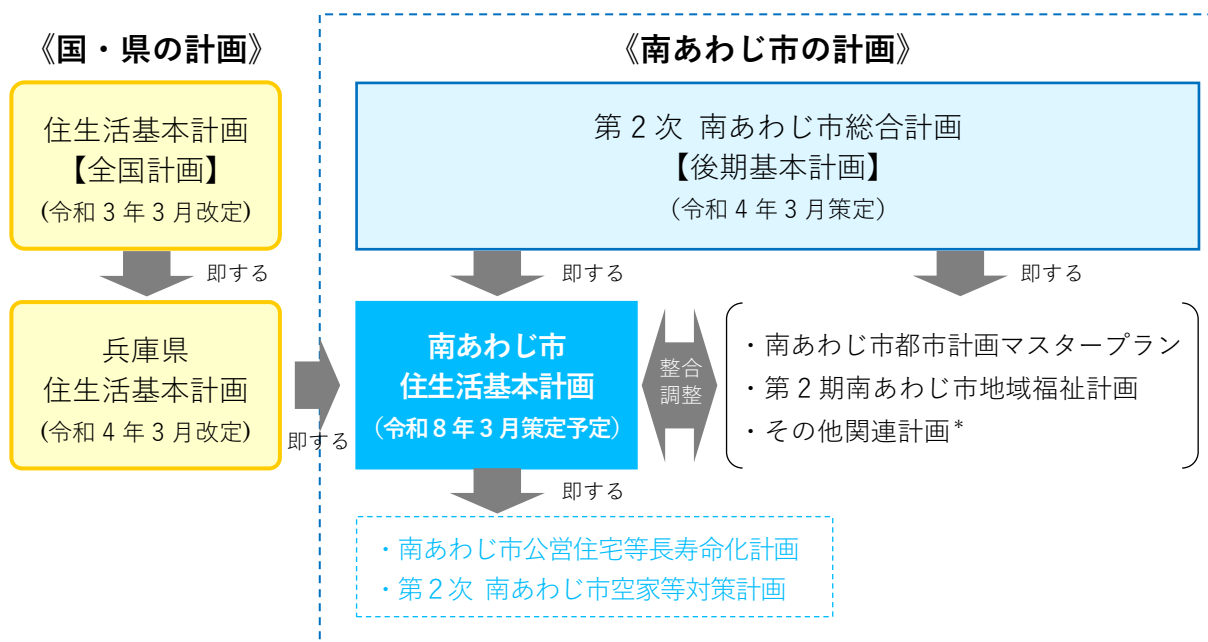 《国・県の計画》
《南あわじ市の計画》
住生活基本計画
【全国計画】
(令和3年3月改定)
第2次 南あわじ市総合計画
【後期基本計画】
（令和4年3月策定）
即する
即する
即する
兵庫県
住生活基本計画
(令和4年3月改定)
即する
南あわじ市
住生活基本計画
（令和8年3月策定予定）
整合
調整
・南あわじ市都市計画マスタープラン
・第2期南あわじ市地域福祉計画
・その他関連計画*
即する
・南あわじ市公営住宅等長寿命化計画
・第2次 南あわじ市空家等対策計画